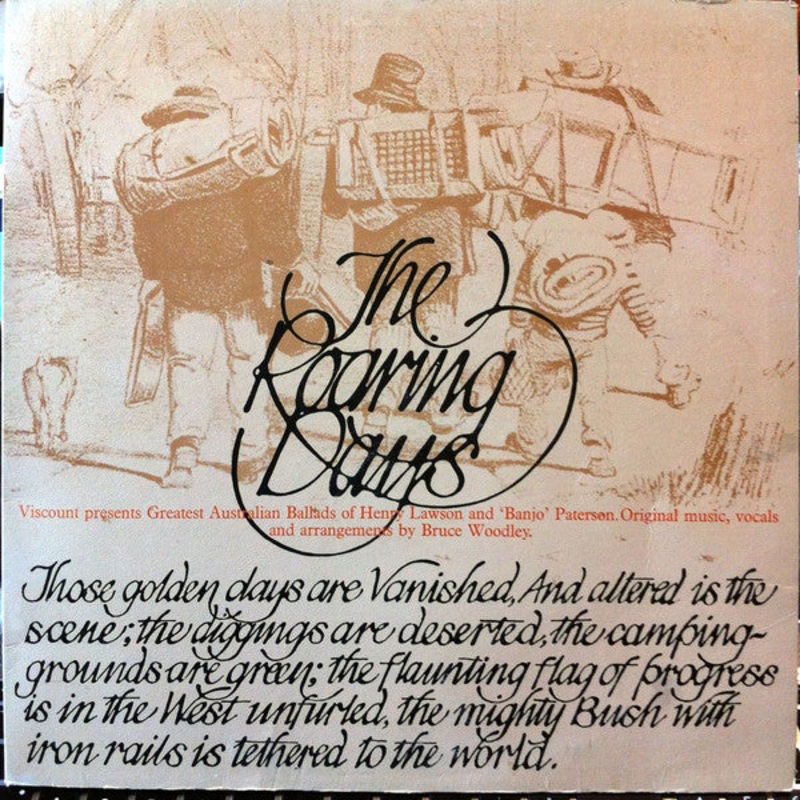 The
Roaring
Days
Viscount presents Greatest Australian Ballads of Henry Lawson and ‘Banjo’ Paterson. Original music, vocals
and arrangements by Bruce Woodley.
Those golden days are Vanished, And altered is the
scene; the diggings are deserted, the camping-
grounds are green; the flaunting flag of progress
is in the West unfurled, the mighty Bush with
iron rails is tethered to the world.